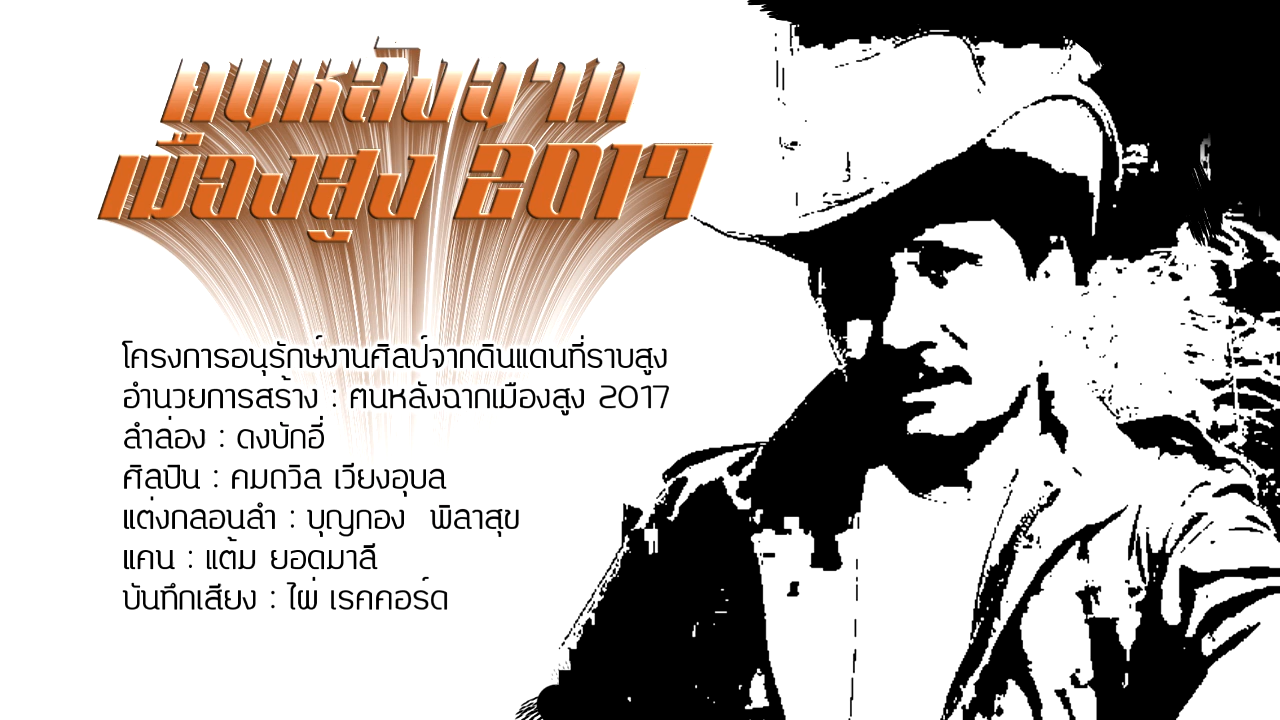 ฅนหลังฉาก
เมืองสูง 2017
โครงการอนุรักษ์งานศิลป์จากดินแดนที่ราบสูง
อำนวยการสร้าง : ฅนหลังฉากเมืองสูง 2017
ลำล่อง : ดงบักอี่
ศิลปิน : คมถวิล เวียงอุบล
แต่งกลอนลำ : บุญกอง พิลาสุข
แคน : แต้ม ยอดมาลี
บันทึกเสียง : ไผ่ เรคคอร์ด